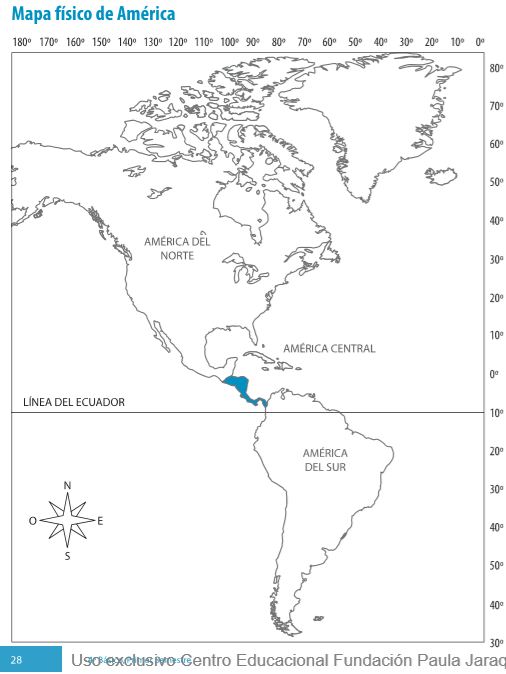 Mapa físico de América
180º 170º 160º 150º 140º 130º 120º 110º 100º 90º 80º 70º 60º 50º 40º 30º 20º 10º 0º
80º
70º
60º
50º
40º
AMÉRICA DEL
NORTE
30º
20º
10º
AMÉRICA CENTRAL
0º
LÍNEA DEL ECUADOR
10º
AMÉRICA
DEL SUR
20º
30º
N
O E
S
40º
50º
40º
30º
28
Uso exclusivo Centro Educacional Fundación Paula Jaraq